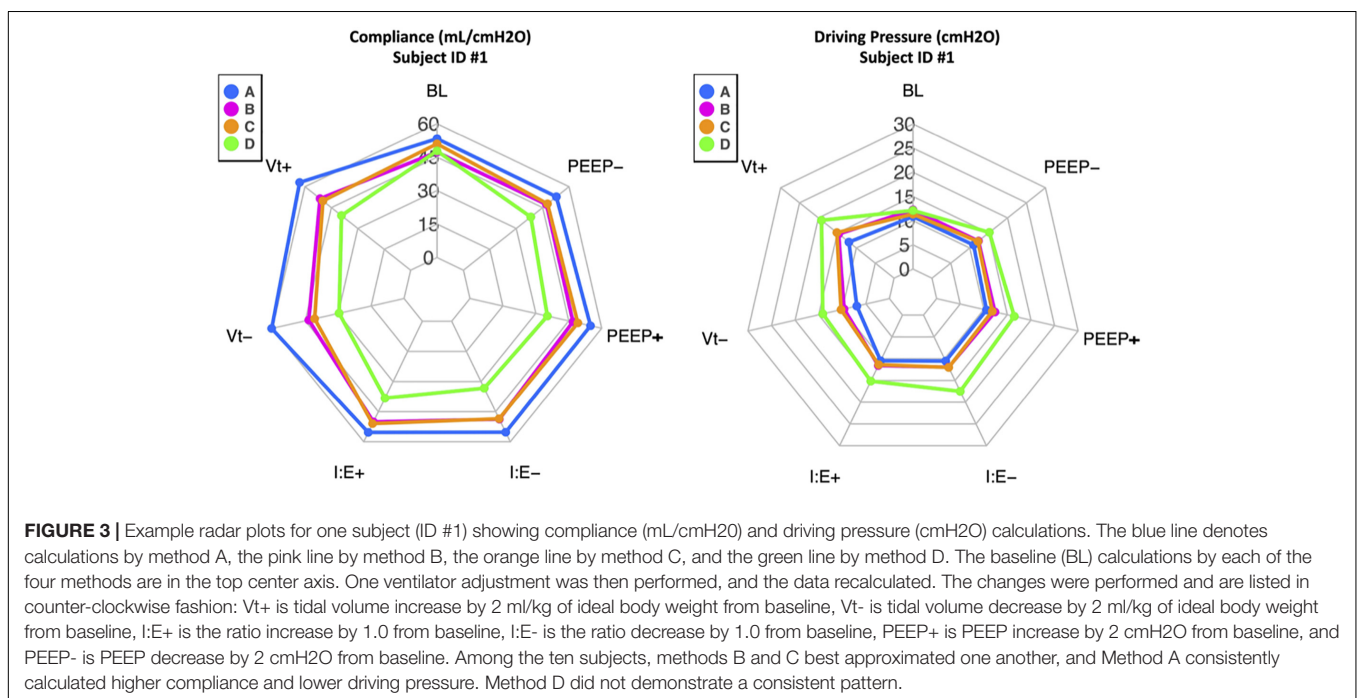 Compliance (mL/cmH2O)
Subject ID #1
A
B
C
D
BL
PEEP–
PEEP+
I:E–
I:E+
Vt–
Vt+
60
45
30
15
0
Driving Pressure (cmH2O)
Subject ID #1
A
B
C
D
BL
PEEP–
PEEP+
I:E–
I:E+
Vt–
Vt+
30
25
20
15
10
5
0
FIGURE 3 | Example radar plots for one subject (ID #1) showing compliance (mL/cmH20) and driving pressure (cmH2O) calculations. The blue line denotes
calculations by method A, the pink line by method B, the orange line by method C, and the green line by method D. The baseline (BL) calculations by each of the
four methods are in the top center axis. One ventilator adjustment was then performed, and the data recalculated. The changes were performed and are listed in
counter-clockwise fashion: Vt+ is tidal volume increase by 2 ml/kg of ideal body weight from baseline, Vt- is tidal volume decrease by 2 ml/kg of ideal body weight
from baseline, I:E+ is the ratio increase by 1.0 from baseline, I:E- is the ratio decrease by 1.0 from baseline, PEEP+ is PEEP increase by 2 cmH2O from baseline, and
PEEP- is PEEP decrease by 2 cmH2O from baseline. Among the ten subjects, methods B and C best approximated one another, and Method A consistently
calculated higher compliance and lower driving pressure. Method D did not demonstrate a consistent pattern.